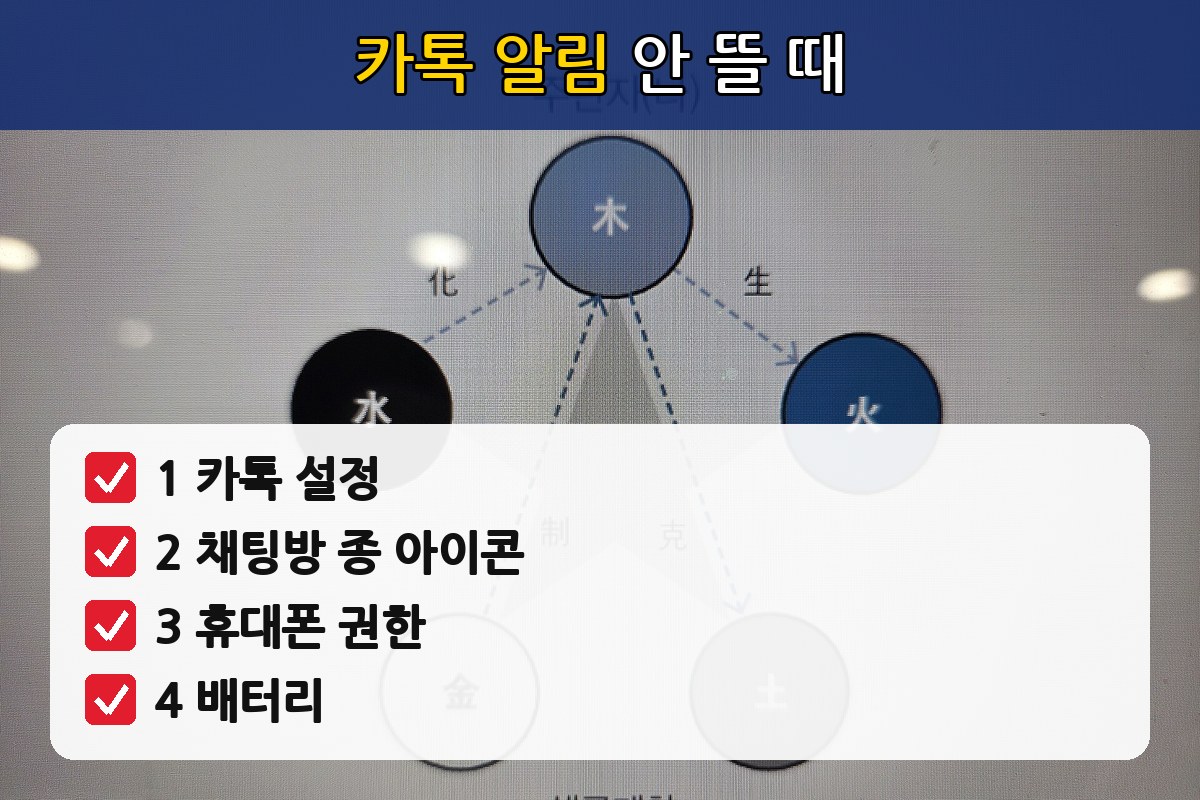 카톡 알림 안 뜰 때
木
化 生
水 火
1 카톡 설정
2 채팅방 종 아이콘
制 克
3 휴대폰 권한
4 배터리
金 土